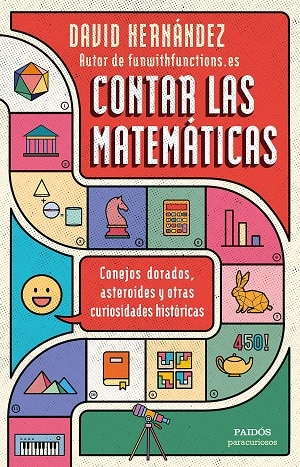 DAVID HERNÁNDEZ
Autor de funwithfunctions.es
CONTAR LAS
MATEMÁTICAS
Conejos dorados,
asteroides y otras
curiosidades históricas
450!
PAIDÓS
paracuriosos